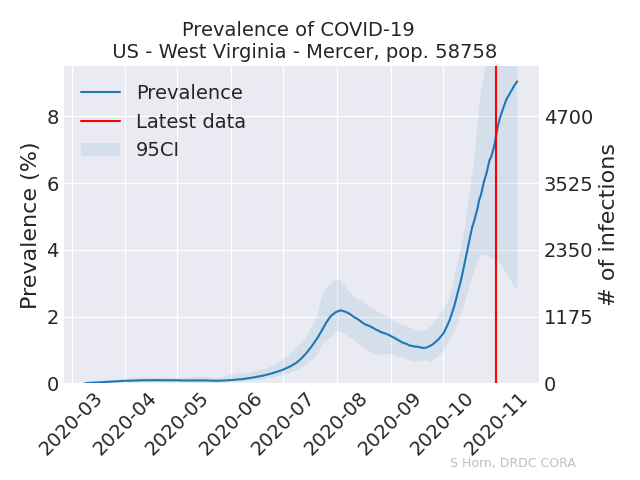 Prevalence of COVID-19
US - West Virginia - Mercer, pop. 58758
Prevalence
Latest data
95CI
Prevalence (%)
8
6
4
2
0
4700
3525
2350
1175
0
# of infections
2020-03
2020-04
2020-05
2020-06
2020-07
2020-08
2020-09
2020-10
2020-11
S Horn, DRDC CORA